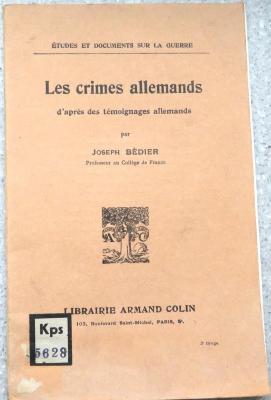 ÉTUDES ET DOCUMENTS SUR LA GUERRE
Les crimes allemands
d'après des témoignages allemands
par
JOSEPH BÉDIER
Professeur au Collège de France
A C
LIBRAIRIE ARMAND COLIN
103, Boulevard Saint-Michel, PARIS, 5e.
Kps
5628
tirage.